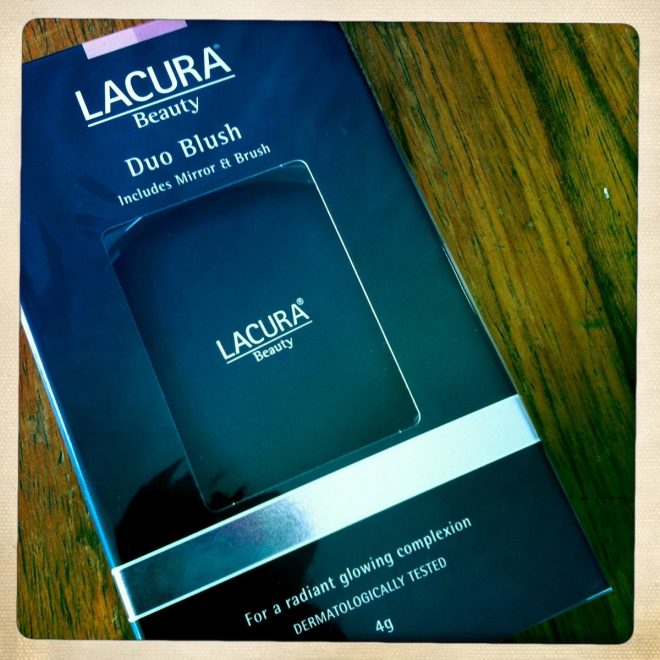 LACURA®
Beauty
Duo Blush
Includes Mirror & Brush
LACURA®
Beauty
For a radiant glowing complexion
DERMATOLOGICALLY TESTED
4g